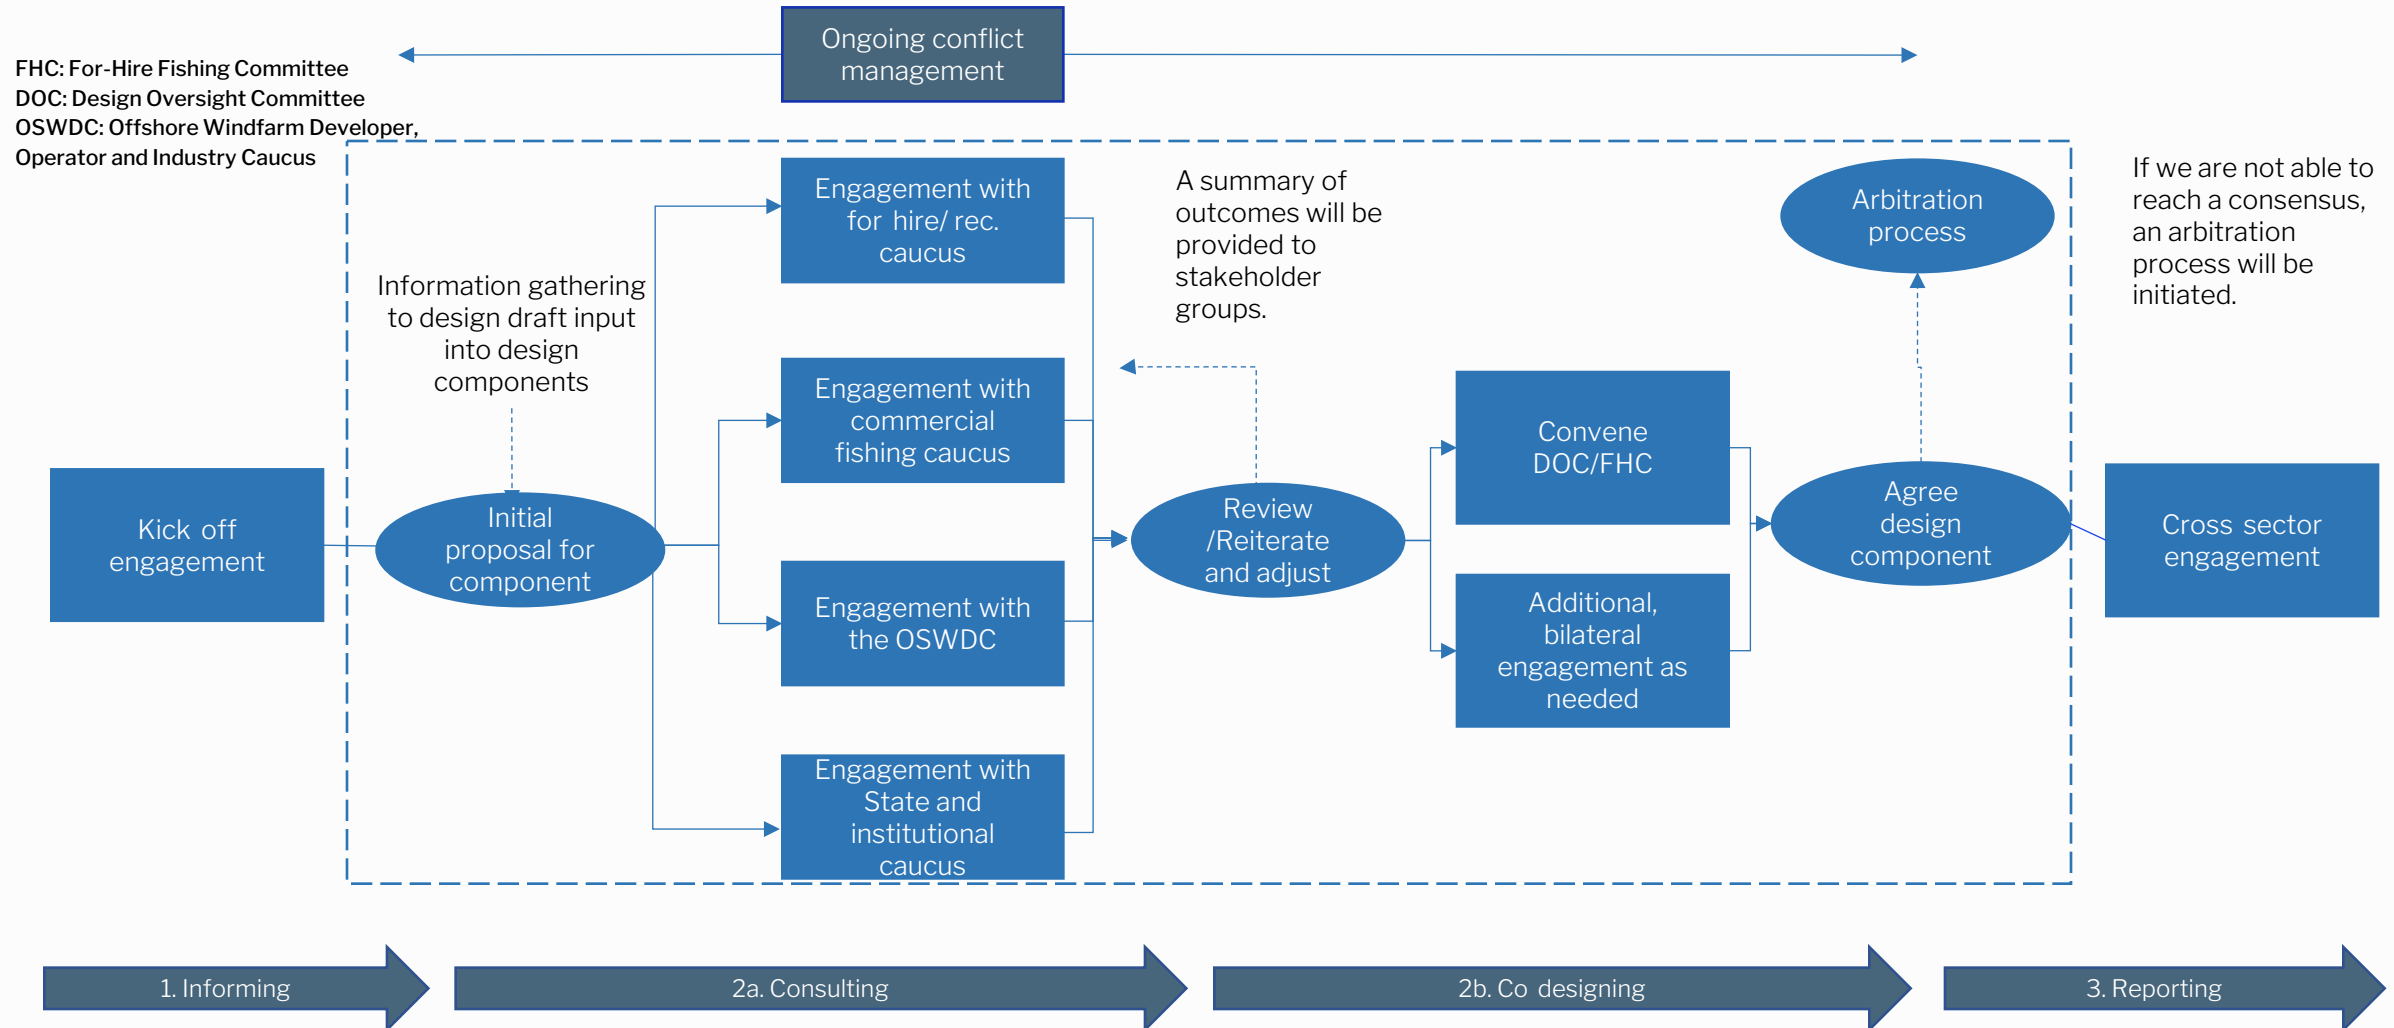 Ongoing conflict
management
FHC: For-Hire Fishing Committee
DOC: Design Oversight Committee
OSWDC: Offshore Windfarm Developer,
Operator and Industry Caucus
Kick off
engagement
Information gathering
to design draft input
into design
components
Initial
proposal for
component
Engagement with
for hire/ rec.
caucus
Engagement with
commercial
fishing caucus
Engagement with
the OSWDC
Engagement with
State and
institutional
caucus
A summary of
outcomes will be
provided to
stakeholder
groups.
Review
/Reiterate
and adjust
Convene
DOC/FHC
Additional,
bilateral
engagement as
needed
Arbitration
process
Agree
design
component
If we are not able to
reach a consensus,
an arbitration
process will be
initiated.
Cross sector
engagement
1. Informing
2a. Consulting
2b. Co designing
3. Reporting